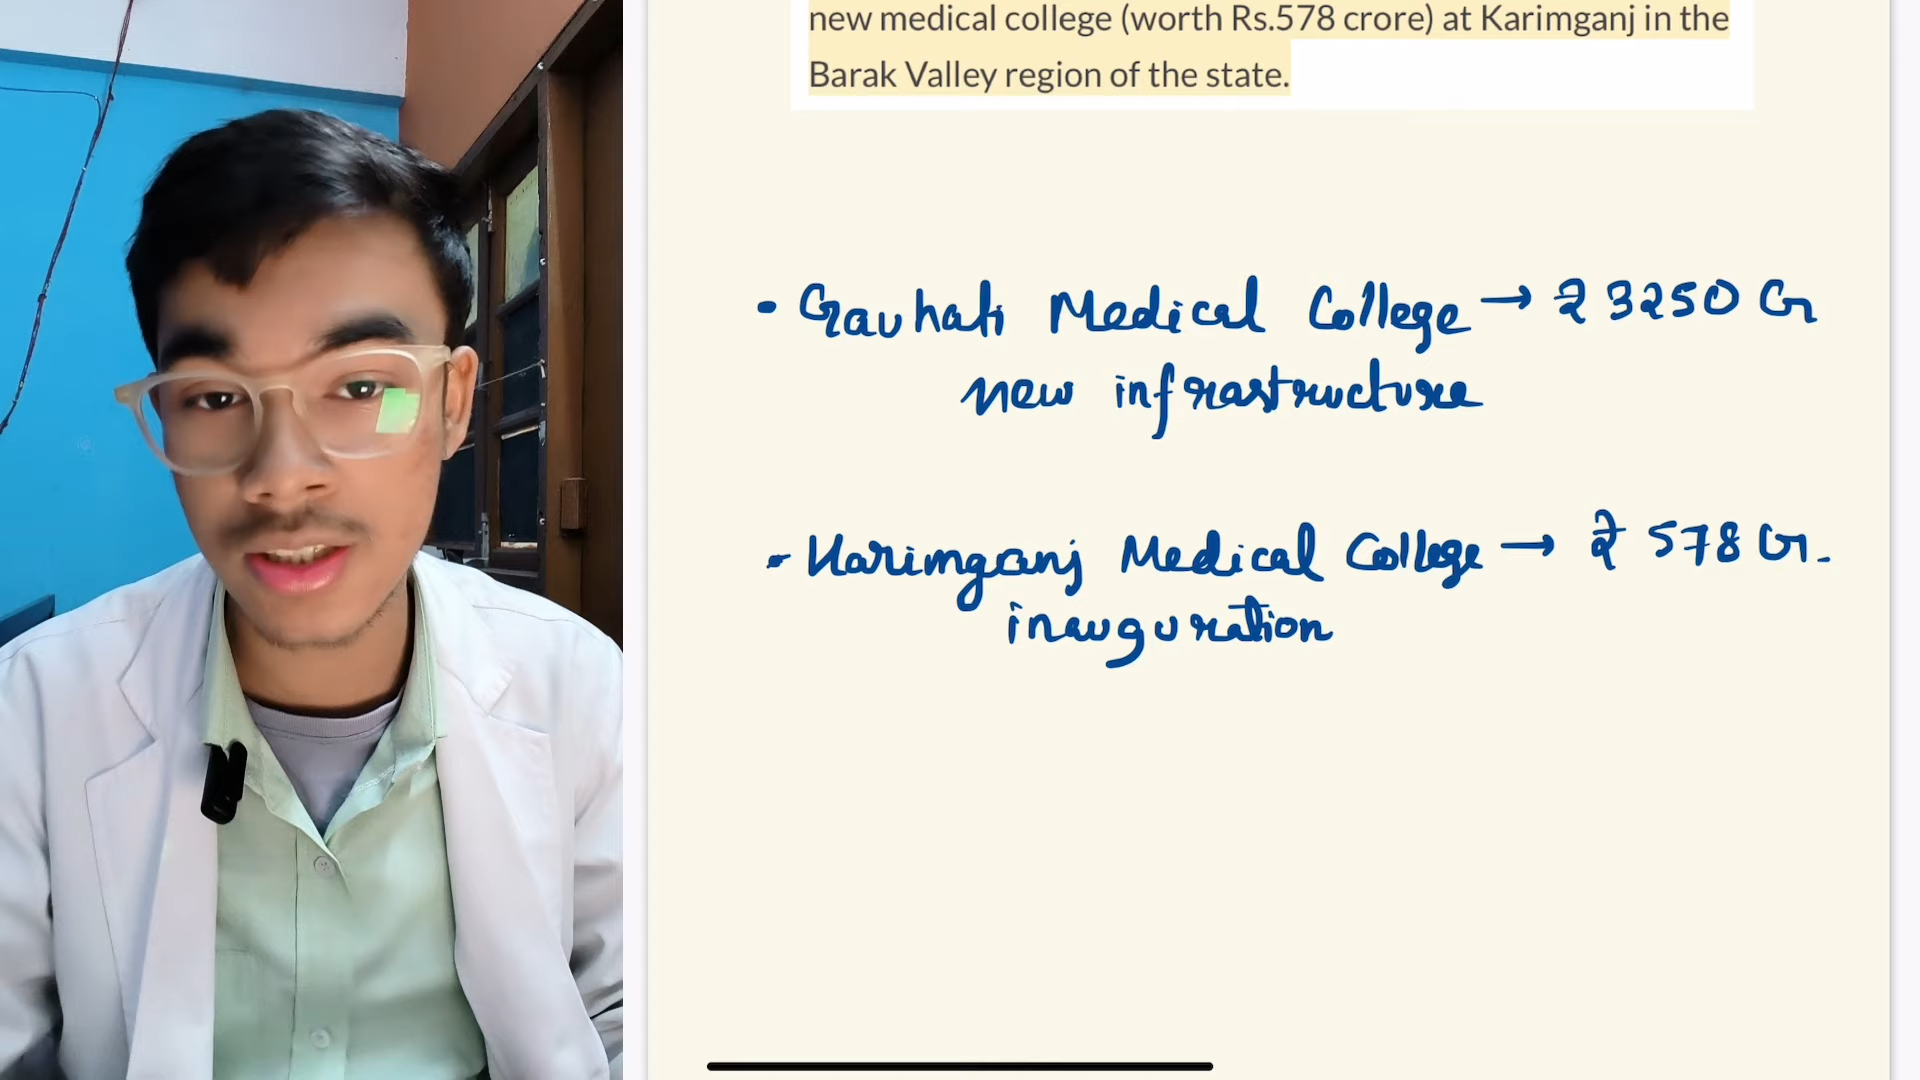 new medical college (worth Rs.578 crore) at Karimganj in the
Barak Valley region of the state.
• Gauhati Medical College → ₹ 3250 Cr
new infrastructure
- Karimganj Medical College → ₹ 578 Cr.
inauguration